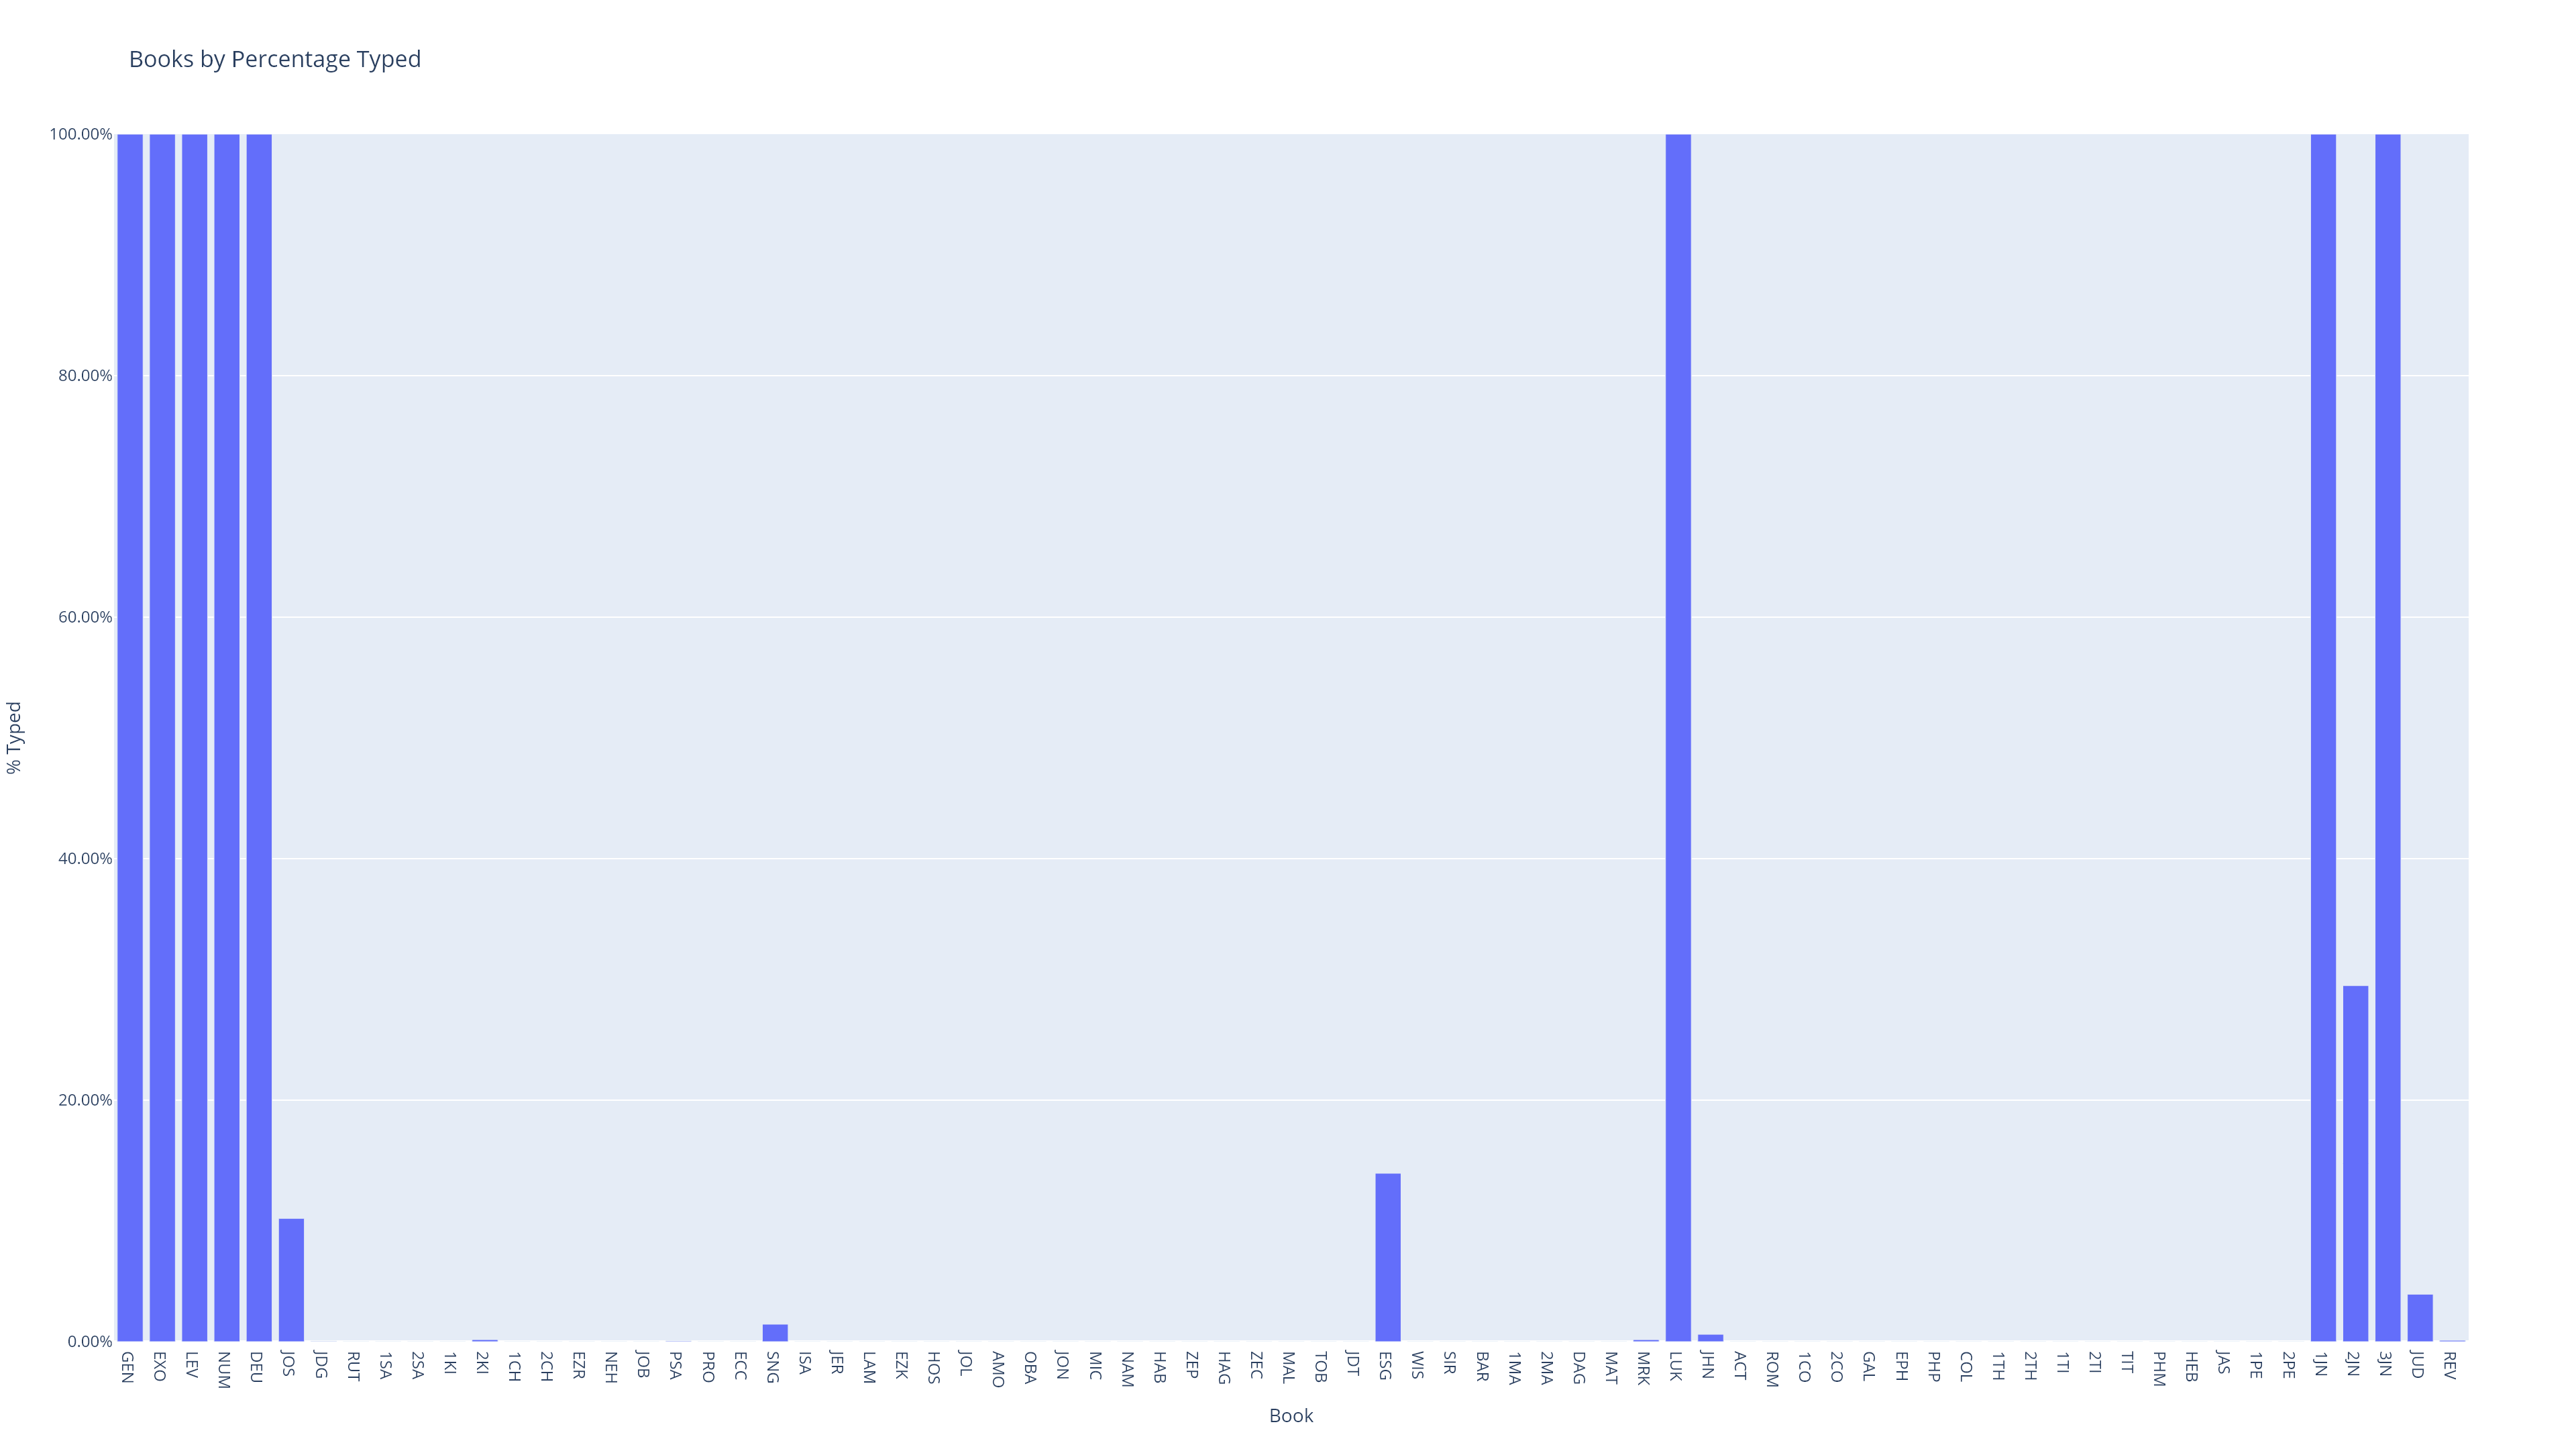 Books by Percentage Typed
100.00%
80.00%
60.00%
40.00%
20.00%
0.00%
% Typed
GEN EXO LEV NUM DEU JOS JDG RUT 1SA 2SA 1KI 2KI 1CH 2CH EZR NEH JOB PSA PRO ECC SNG ISA JER LAM EZK HOS JOL AMO OBA JON MIC NAM HAB ZEP HAG ZEC MAL TOB JDT ESG WIS SIR BAR 1MA 2MA DAG MAT MRK LUK JHN ACT ROM 1CO 2CO GAL EPH PHP COL 1TH 2TH 1TI 2TI TIT PHM HEB JAS 1PE 2PE 1JN 2JN 3JN JUD REV
Book